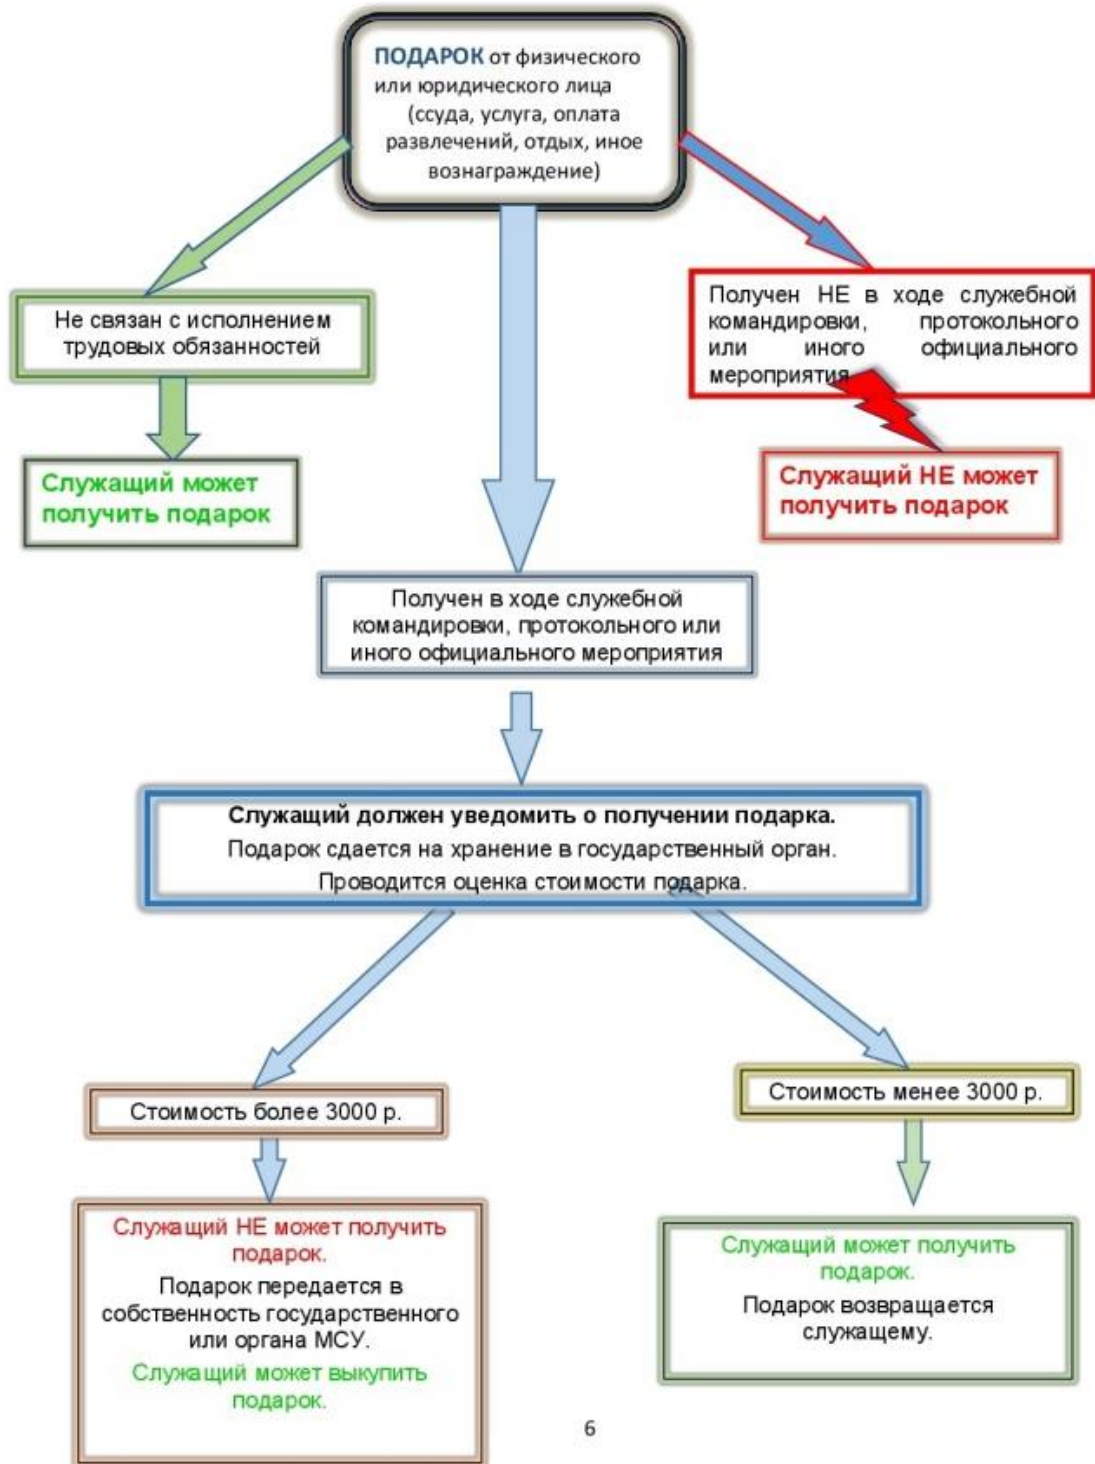 ПОДАРОК от физического
или юридического лица
(ссуда, услуга, оплата
развлечений, отдых, иное
вознаграждение)
Не связан с исполнением
трудовых обязанностей
Служащий может
получить подарок
Получен НЕ в ходе служебной
командировки, протокольного
или иного официального
мероприятия
Служащий НЕ может
получить подарок
Получен в ходе служебной
командировки, протокольного или
иного официального мероприятия
Служащий должен уведомить о получении подарка.
Подарок сдается на хранение в государственный орган.
Проводится оценка стоимости подарка.
Стоимость более 3000 р.
Служащий НЕ может получить
подарок.
Подарок передается в
собственность государственного
или органа МСУ.
Служащий может выкупить
подарок.
Стоимость менее 3000 р.
Служащий может получить
подарок.
Подарок возвращается
служащему.
6